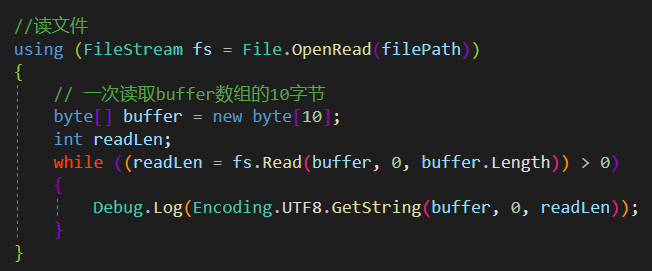 //读文件
using (FileStream fs = File.OpenRead(filePath))
{
    // 一次读取buffer数组的10字节
    byte[] buffer = new byte[10];
    int readLen;
    while ((readLen = fs.Read(buffer, 0, buffer.Length)) > 0)
    {
        Debug.Log(Encoding.UTF8.GetString(buffer, 0, readLen));
    }
}